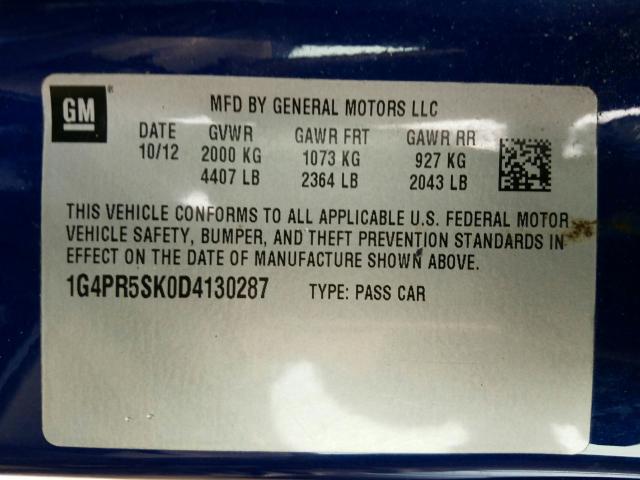 GM
MFD BY GENERAL MOTORS LLC
DATE GVWR GAWR FRT GAWR RR
10/12 2000 KG 1073 KG 927 KG
4407 LB 2364 LB 2043 LB
THIS VEHICLE CONFORMS TO ALL APPLICABLE U.S. FEDERAL MOTOR
VEHICLE SAFETY, BUMPER, AND THEFT PREVENTION STANDARDS IN
EFFECT ON THE DATE OF MANUFACTURE SHOWN ABOVE.
1G4PR5SK0D4130287 TYPE: PASS CAR